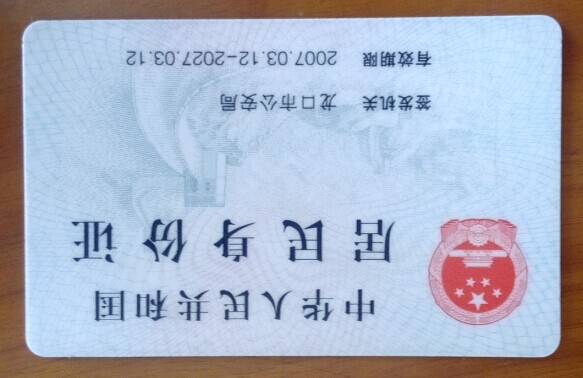 中华人民共和国
居民身份证
签发机关 龙口市公安局
有效期限 2007.03.12-2027.03.12